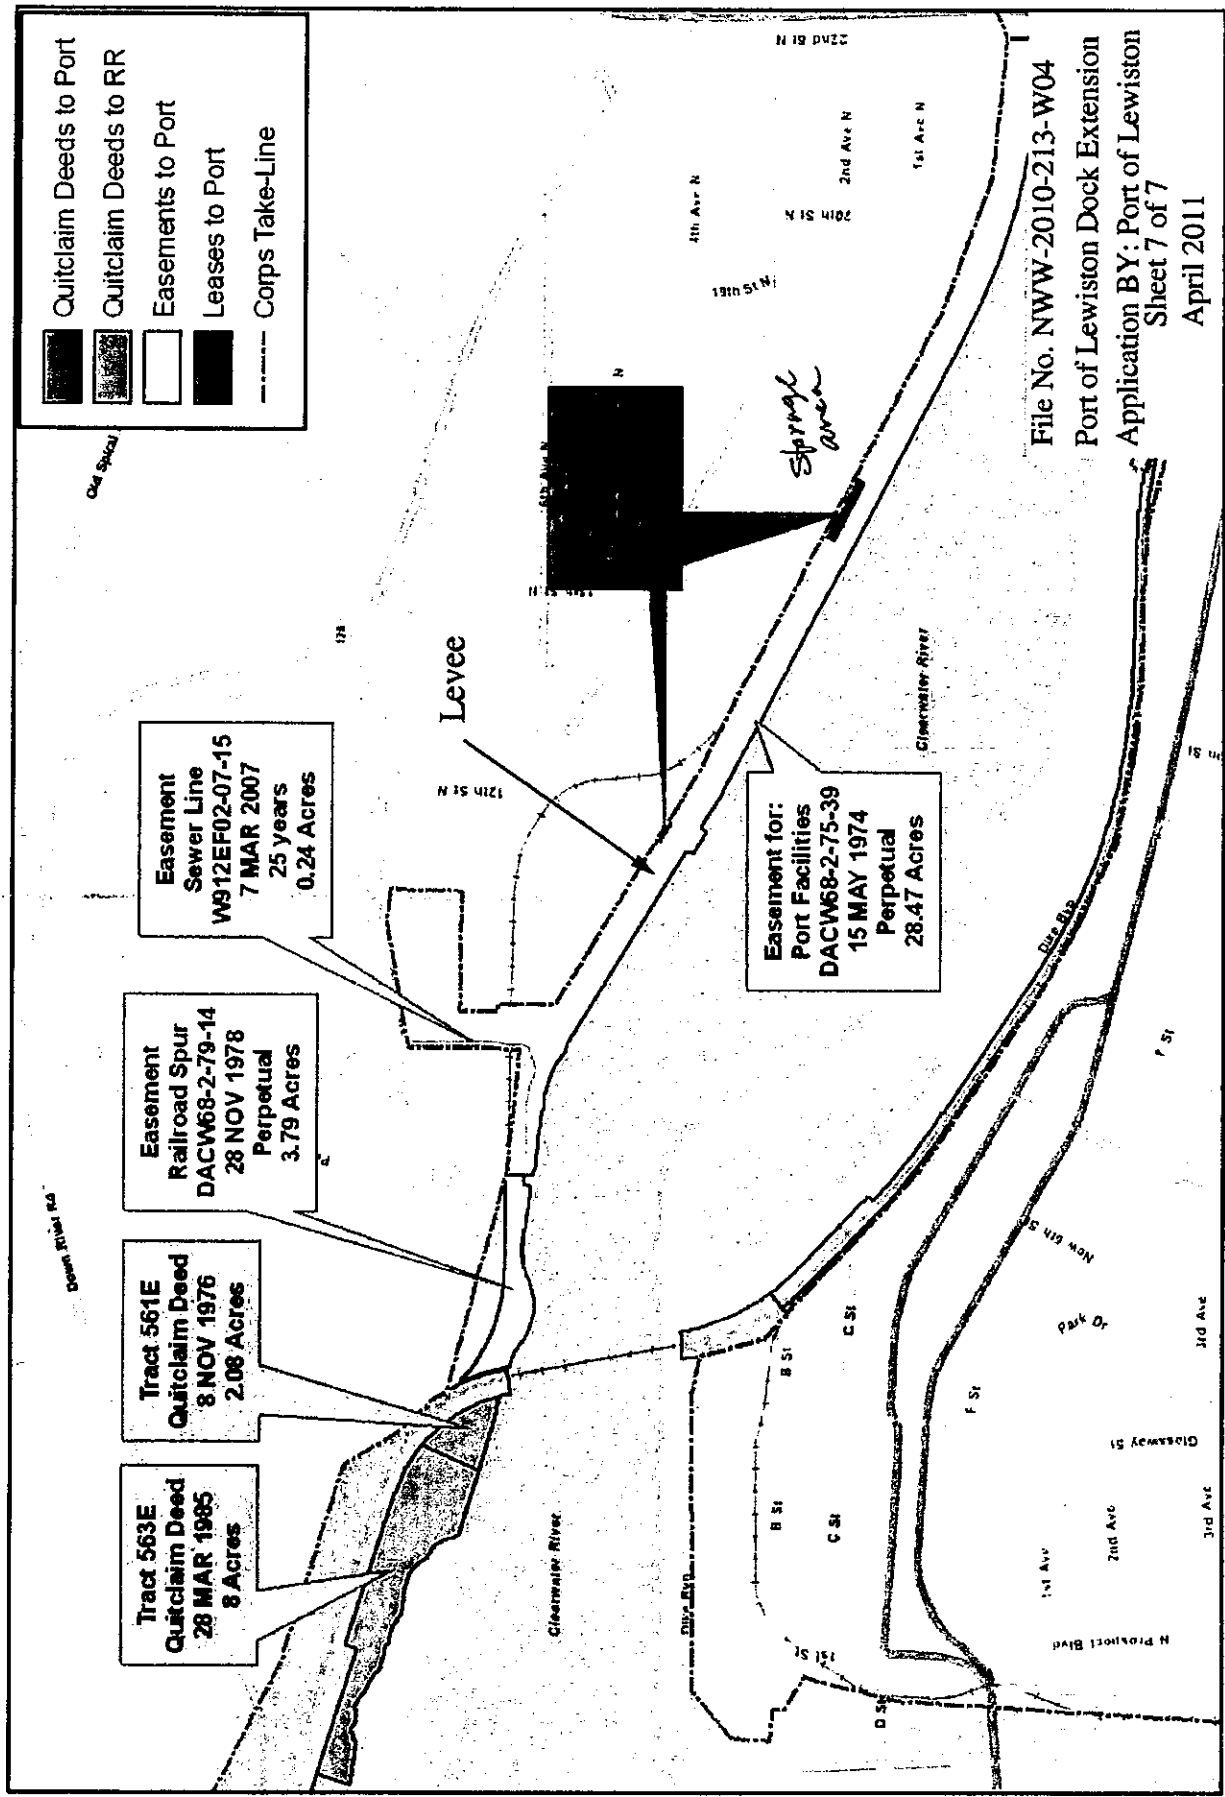 Quitclaim Deeds to Port
Quitclaim Deeds to RR
Easements to Port
Leases to Port
Corps Take-Line
Tract 563E
Quitclaim Deed
28 MAR 1985
8 Acres
Tract 561E
Quitclaim Deed
8 NOV 1976
2.08 Acres
Easement
Railroad Spur
DACW68-2-79-14
28 NOV 1978
Perpetual
3.79 Acres
Easement
Sewer Line
W912EF02-07-15
7 MAR 2007
25 years
0.24 Acres
Levee
Easement for:
Port Facilities
DACW68-2-75-39
15 MAY 1974
Perpetual
28.47 Acres
storage
area
Down River Rd
Old Spiral
128
12th St N
6th Ave N
4th Ave N
19th St N
20th St N
2nd Ave N
1st Ave N
22nd St N
Clearwater River
Clearwater River
Dike Byp
Dike Byp
1st St
D St
B St
C St
B St
C St
F St
F St
New 6th St
Park Dr
3rd Ave
Glassway St
3rd Ave
2nd Ave
1st Ave
N Prospect Blvd
File No. NWW-2010-213-W04
Port of Lewiston Dock Extension
Application BY: Port of Lewiston
Sheet 7 of 7
April 2011